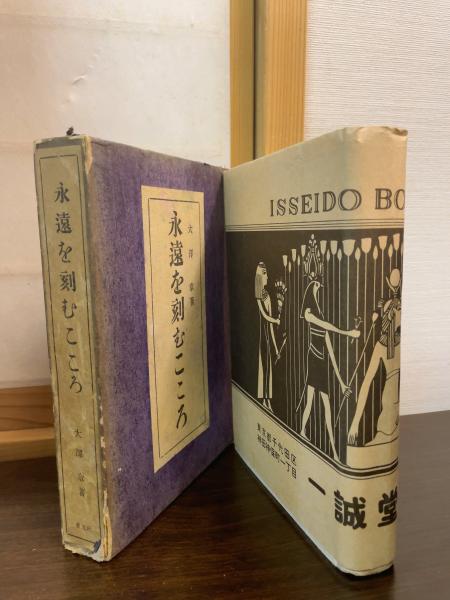 永遠を刻むこころ
大澤章著
永遠を刻むこころ
大澤章著
ISSEIDO BO
東京都千代田区
神田神保町一丁目
一誠堂